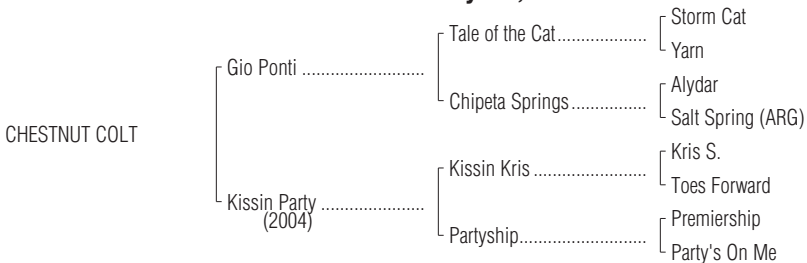 Storm Cat
Tale of the Cat....................
Yarn
Gio Ponti ...........................
Alydar
Chipeta Springs.................
Salt Spring (ARG)
CHESTNUT COLT
Kris S.
Kissin Kris .........................
Toes Forward
Kissin Party .......................
(2004)
Premiership
Partyship............................
Party's On Me